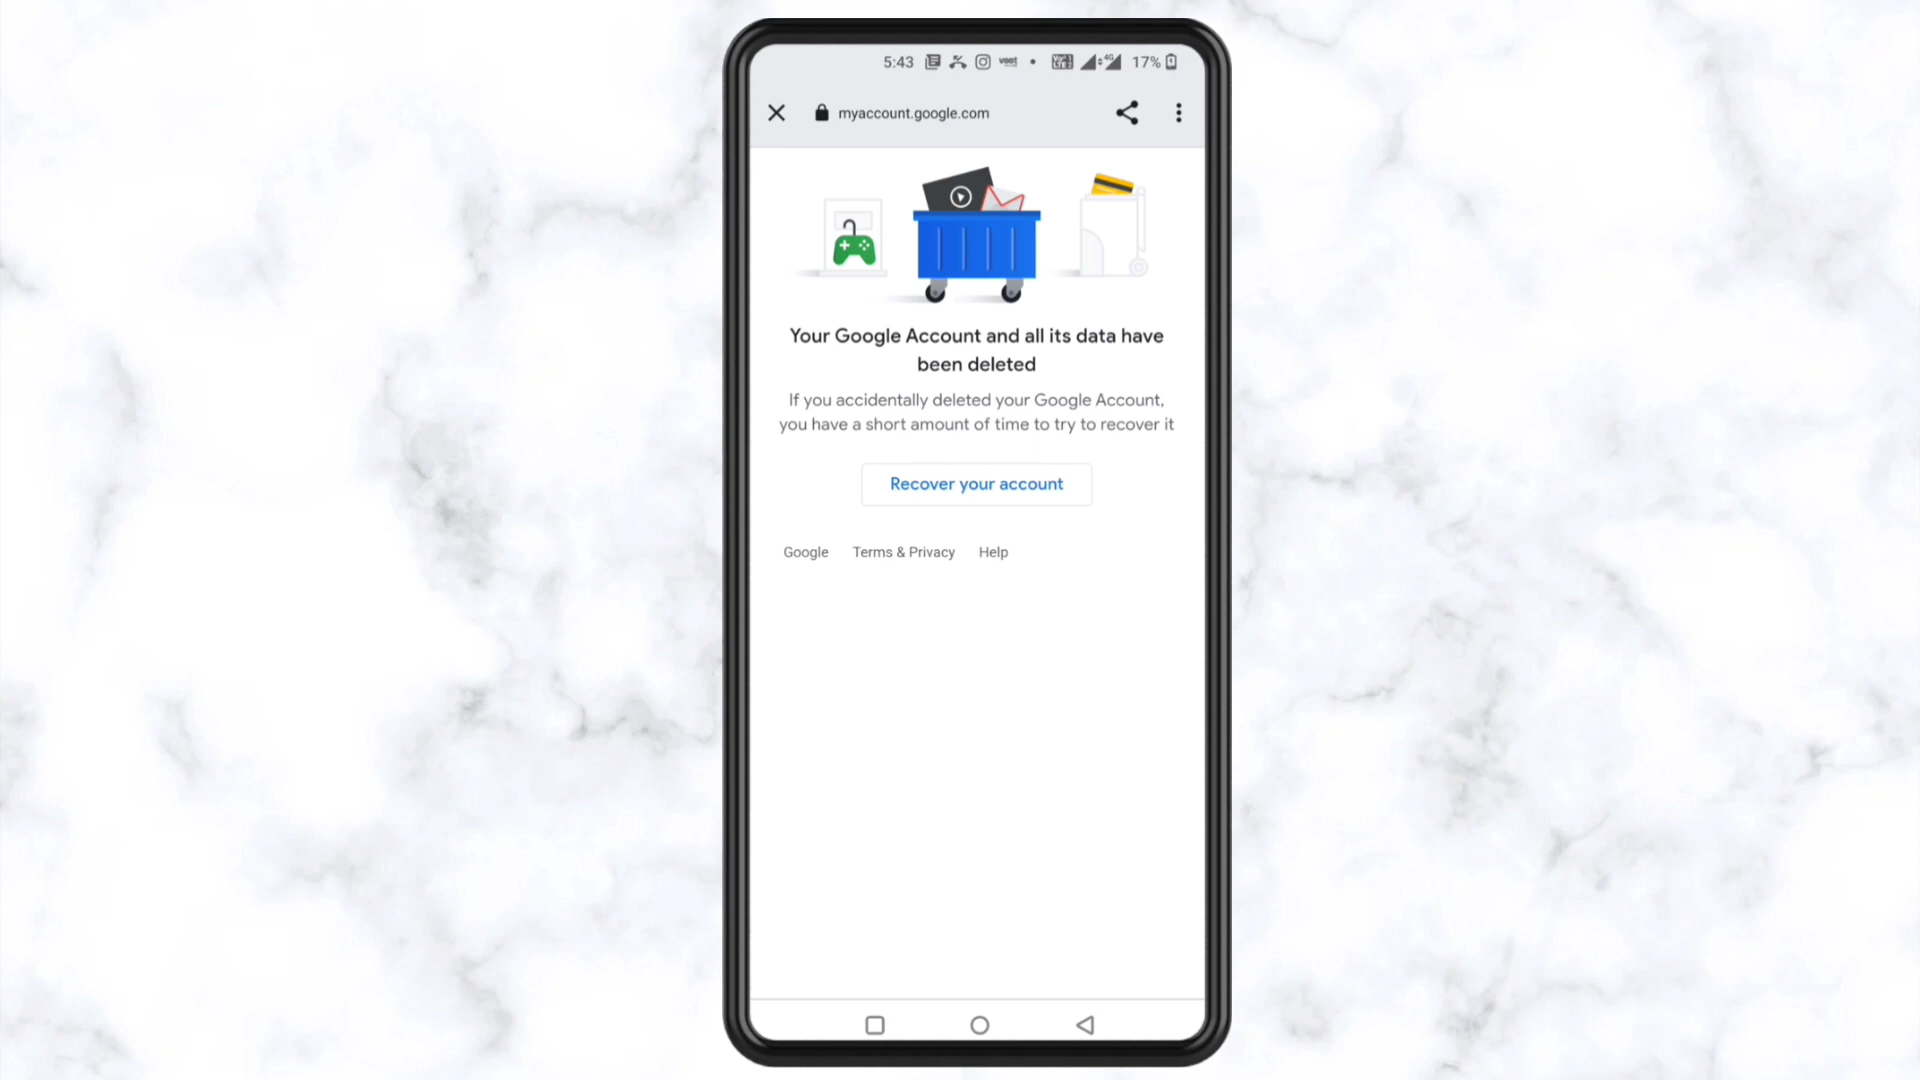 5:43 voot 4G 17%
myaccount.google.com
Your Google Account and all its data have
been deleted
If you accidentally deleted your Google Account,
you have a short amount of time to try to recover it
Recover your account
Google Terms & Privacy Help